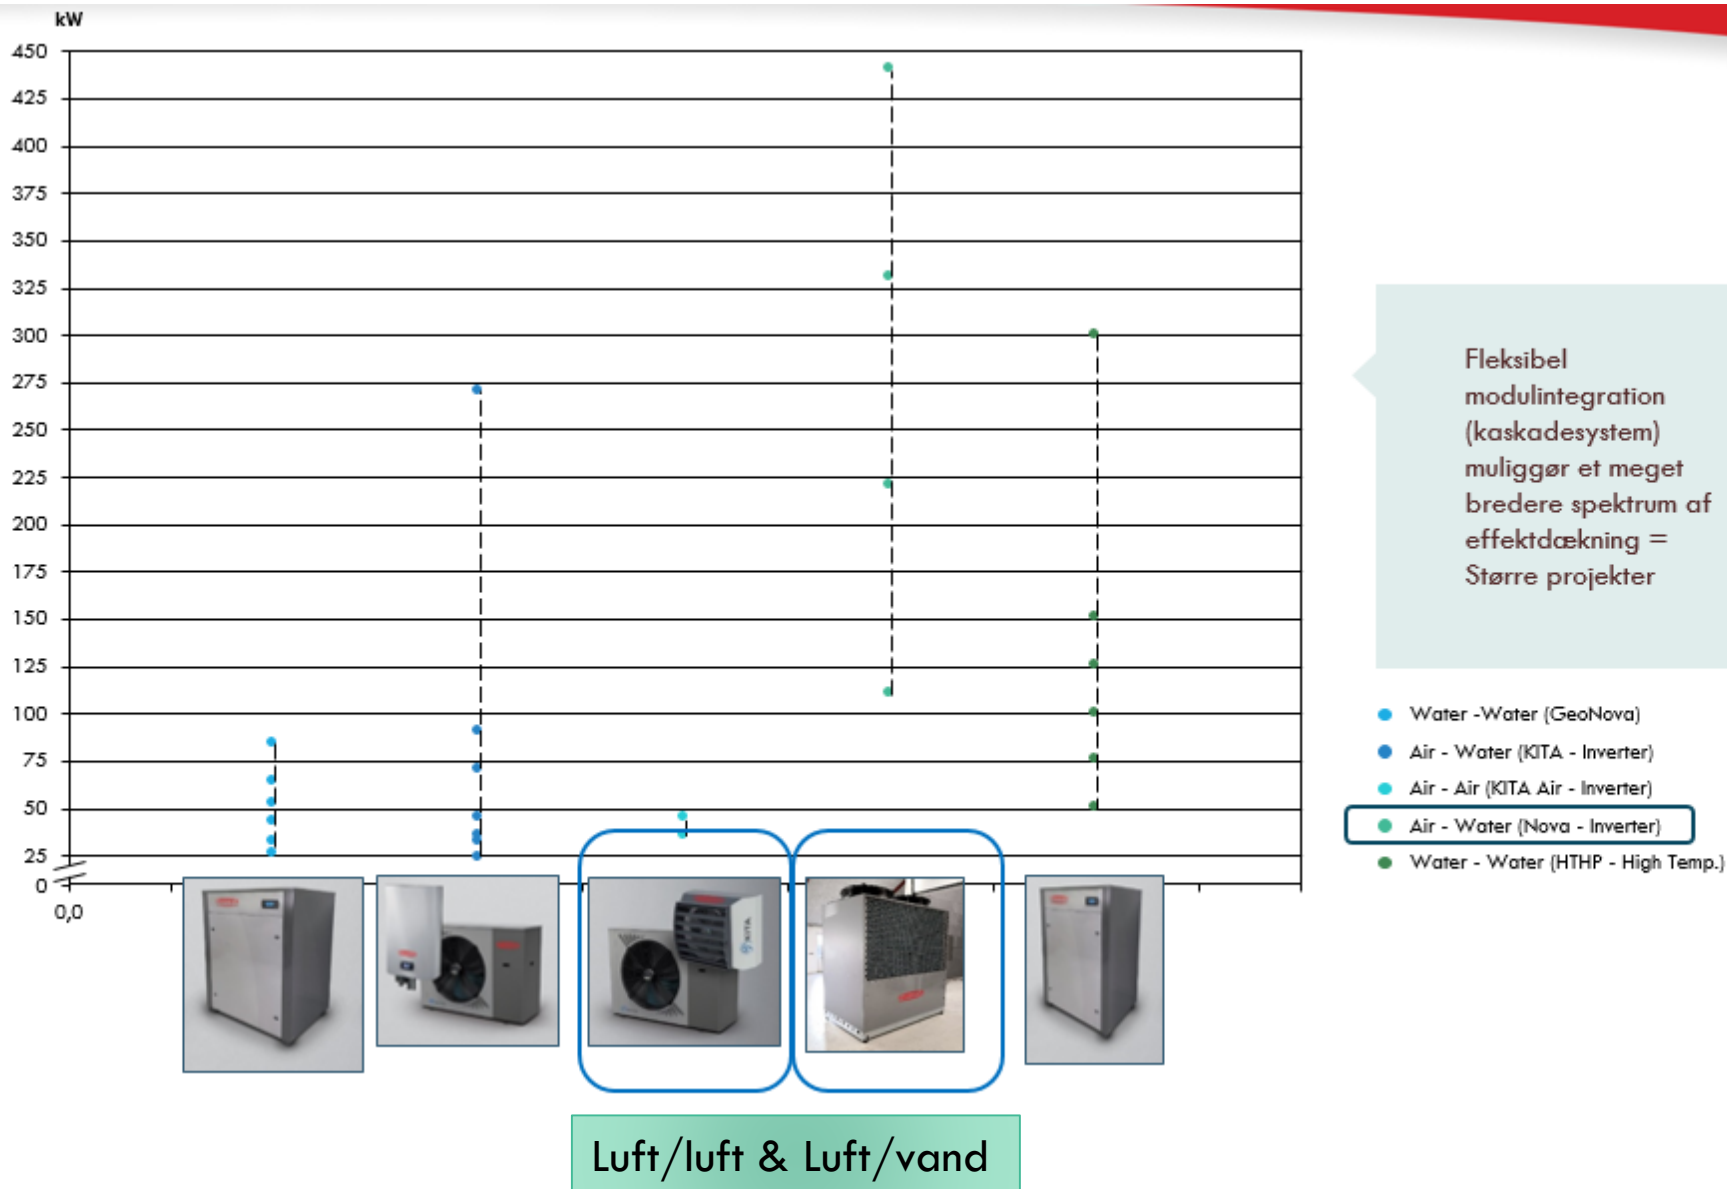 kW
450
425
400
375
350
325
300
275
250
225
200
175
150
125
100
75
50
25
0
0,0
Fleksibel
modulintegration
(kaskadesystem)
muliggør et meget
bredere spektrum af
effektdækning =
Større projekter
Water -Water (GeoNova)
Air - Water (KITA - Inverter)
Air - Air (KITA Air - Inverter)
Air - Water (Nova - Inverter)
Water - Water (HTHP - High Temp.)
KITA
Luft/luft & Luft/vand